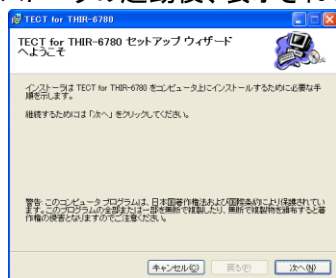 TECT for THIR-6780
TECT for THIR-6780 セットアップ ウィザード
へようこそ
インストーラは TECT for THIR-6780 をコンピュータ上にインストールするために必要な手
順を示します。
継続するためには「次へ」をクリックしてください。
警告: このコンピュータ プログラムは、日本国著作権法および国際条約により保護されてい
ます。このプログラムの全部または一部を無断で複製したり、無断で複製物を頒布すると著
作権の侵害となりますのでご注意ください。
キャンセル(C) 戻る(P) 次へ(N)